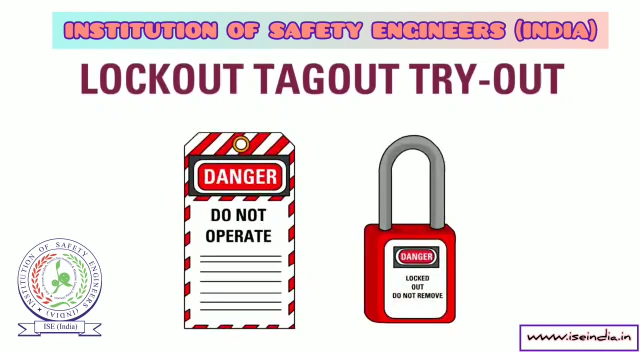 INSTITUTION OF SAFETY ENGINEERS (INDIA)
LOCKOUT TAGOUT TRY-OUT
DANGER
DO NOT
OPERATE
DANGER
LOCKED
OUT
DO NOT REMOVE
INSTITUTION OF SAFETY ENGINEERS (INDIA)
ISE (India)
www.iseindia.in